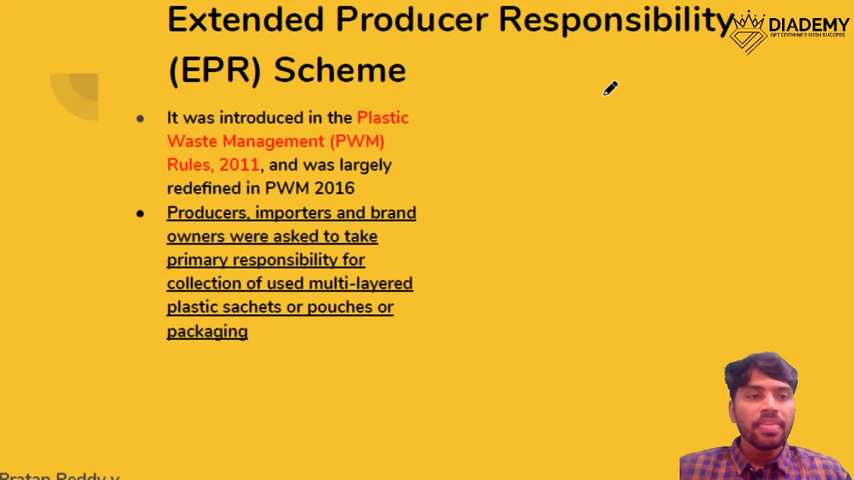 Extended Producer Responsibility
(EPR) Scheme
DIADEMY
GET CROWNED WITH SUCCESS
● It was introduced in the Plastic
Waste Management (PWM)
Rules, 2011, and was largely
redefined in PWM 2016
● Producers, importers and brand
owners were asked to take
primary responsibility for
collection of used multi-layered
plastic sachets or pouches or
packaging
Pratap Reddy y